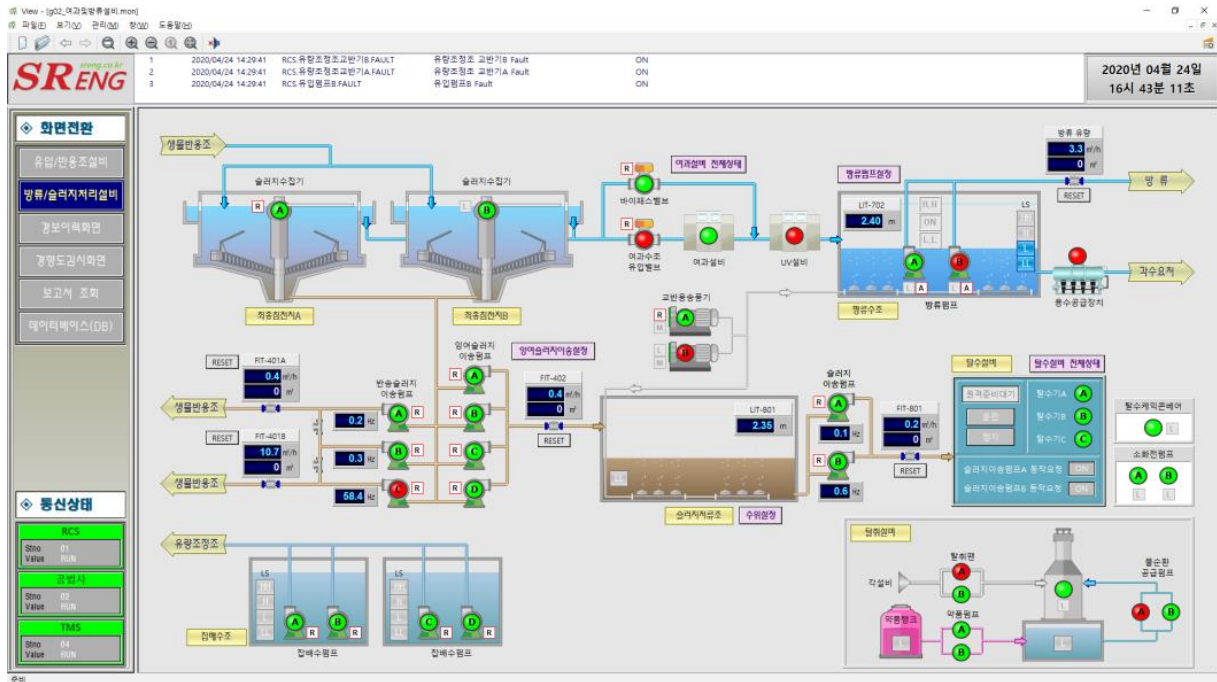 View - [g02_여과및방류설비.mon]
파일(F) 보기(V) 관리(M) 창(W) 도움말(H)
sreng.co.kr
SRENG
1 2020/04/24 14:29:41 RCS.유량조정조교반기B.FAULT 유량조정조 교반기B Fault ON
2 2020/04/24 14:29:41 RCS.유량조정조교반기A.FAULT 유량조정조 교반기A Fault ON
3 2020/04/24 14:29:41 RCS.유입펌프B.FAULT 유입펌프B Fault ON
2020년 04월 24일
16시 43분 11초
화면전환
유입/반응조설비
방류/슬러지처리설비
경보이력화면
경향도감시화면
보고서 조회
데이터베이스(DB)
통신상태
RCS
Stno 01
Value RUN
공법사
Stno 02
Value RUN
TMS
Stno 04
Value RUN
준비
생물반응조
슬러지수집기
R A
슬러지수집기
L B
최종침전지A
최종침전지B
R
바이패스밸브
여과설비 전체상태
R
여과수조
유입밸브
여과설비
UV설비
방류펌프설정
LIT-702
2.40 m
H.H
ON
L.L
LS
HH
H
L
LL
A
L A
B
L A
방류펌프
방류수조
방류 유량
3.3 m³/h
0 m³
RESET
방 류
각수요처
용수공급장치
교반용송풍기
R
M
A
L
M
B
RESET
FIT-401A
0.4 m³/h
0 m³
생물반응조
RESET
FIT-401B
10.7 m³/h
0 m³
생물반응조
반송슬러지
이송펌프
0.2 Hz
A R
0.3 Hz
B R
58.4 Hz
C R
잉여슬러지
이송펌프
R A
R B
R C
R D
잉여슬러지이송설정
FIT-402
0.4 m³/h
0 m³
RESET
LIT-801
2.35 m
LL
슬러지저류조
수위설정
슬러지
이송펌프
R A
0.1 Hz
R B
0.6 Hz
FIT-801
0.2 m³/h
0 m³
RESET
탈수설비
탈수설비 전체상태
원격준비대기
운전
정지
탈수기A A
탈수기B B
탈수기C C
슬러지이송펌프A 동작요청 ON
슬러지이송펌프B 동작요청 ON
탈수케익콘베어
L
소화전펌프
A B
L L
유량조정조
LS
HH
H
L
LL
A R
B R
잡배수펌프
잡배수조
LS
HH
H
L
LL
C R
D R
잡배수펌프
탈취설비
각설비
탈취팬
A
B
약품탱크
L
약품펌프
A
B
L
L
물순환
공급펌프
A B